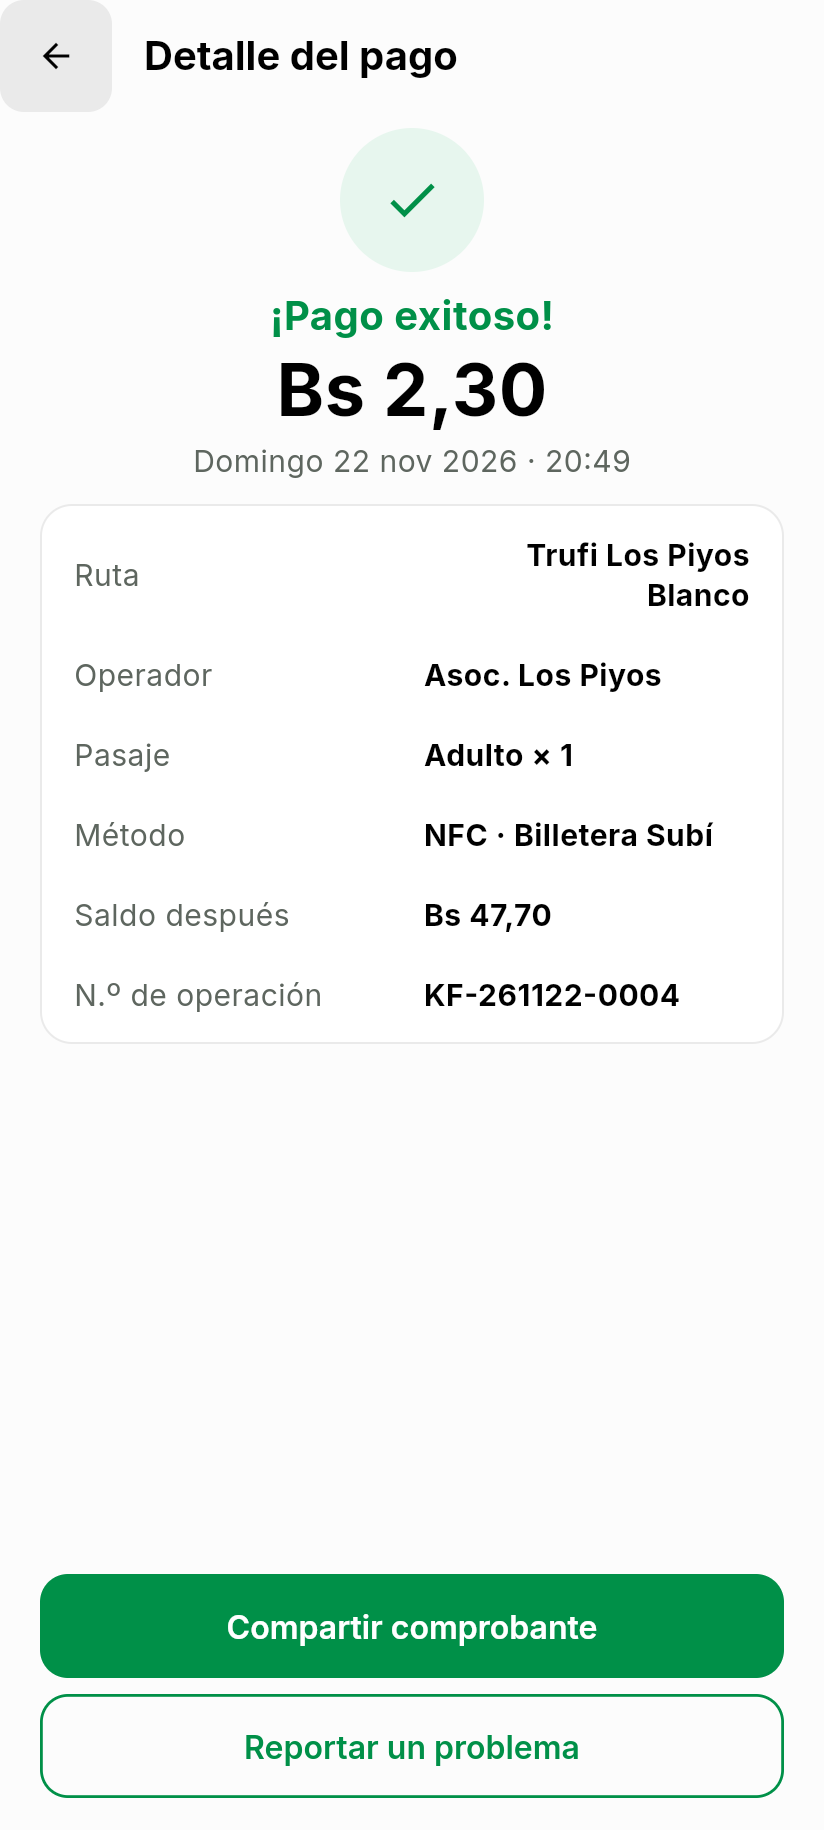 Detalle del pago
¡Pago exitoso!
Bs 2,30
Domingo 22 nov 2026 · 20:49
Ruta
Trufi Los Piyos
Blanco
Operador
Asoc. Los Piyos
Pasaje
Adulto × 1
Método
NFC · Billetera Subí
Saldo después
Bs 47,70
N.º de operación
KF-261122-0004
Compartir comprobante
Reportar un problema